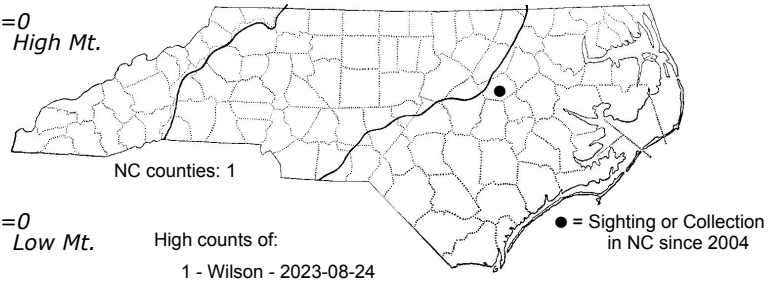 =0
High Mt.
NC counties: 1
=0
Low Mt.
High counts of:
1 - Wilson - 2023-08-24
● = Sighting or Collection
in NC since 2004